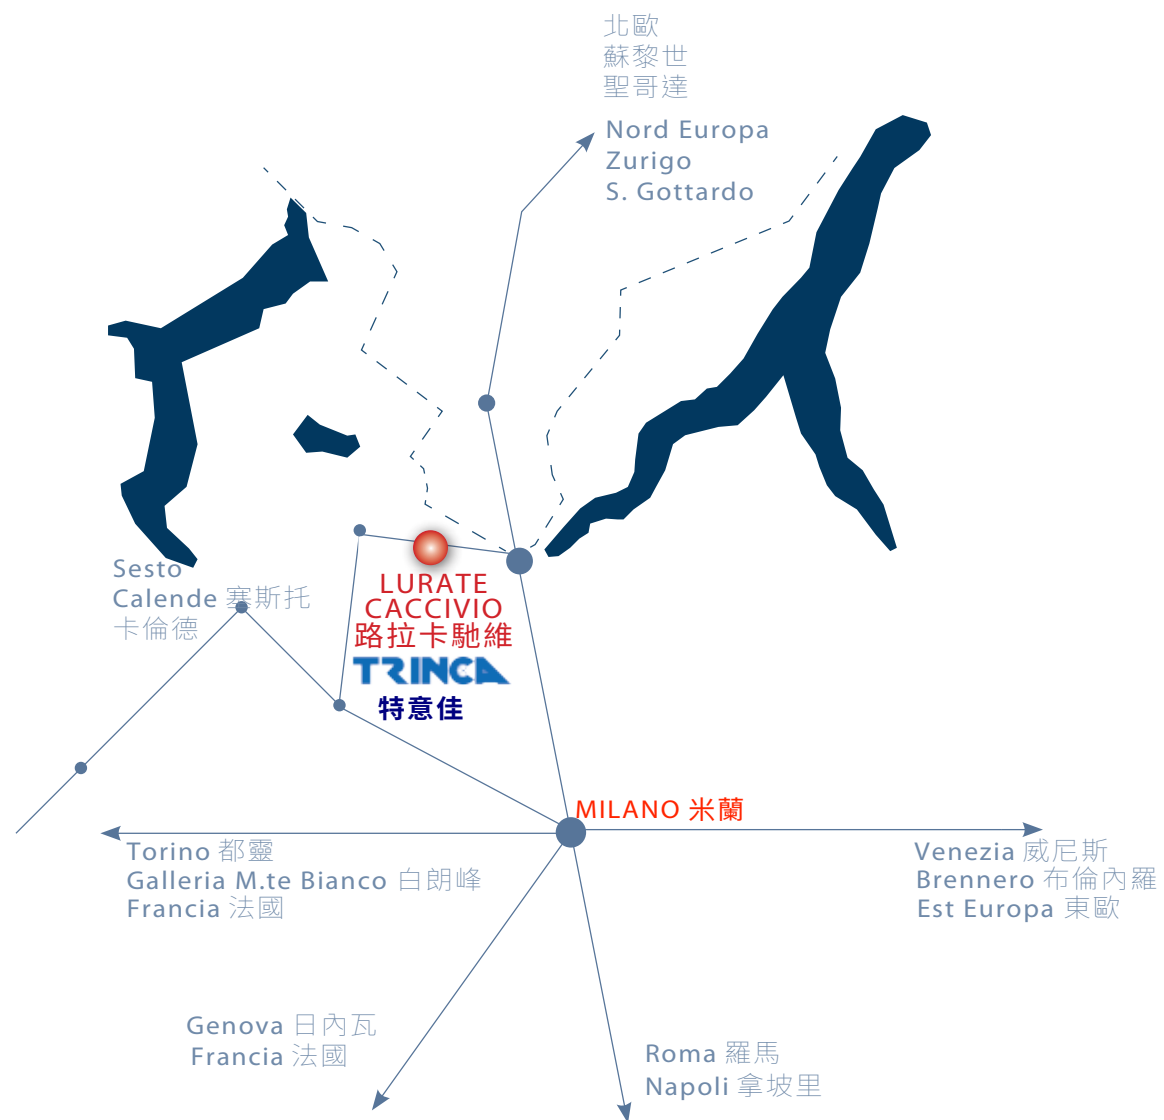 北歐
蘇黎世
聖哥達
Nord Europa
Zurigo
S. Gottardo
Sesto
Calende 塞斯托
卡倫德
LURATE
CACCIVIO
路拉卡馳維
TRINCA
特意佳
MILANO 米蘭
Torino 都靈
Galleria M.te Bianco 白朗峰
Francia 法國
Venezia 威尼斯
Brennero 布倫內羅
Est Europa 東歐
Genova 日內瓦
Francia 法國
Roma 羅馬
Napoli 拿坡里